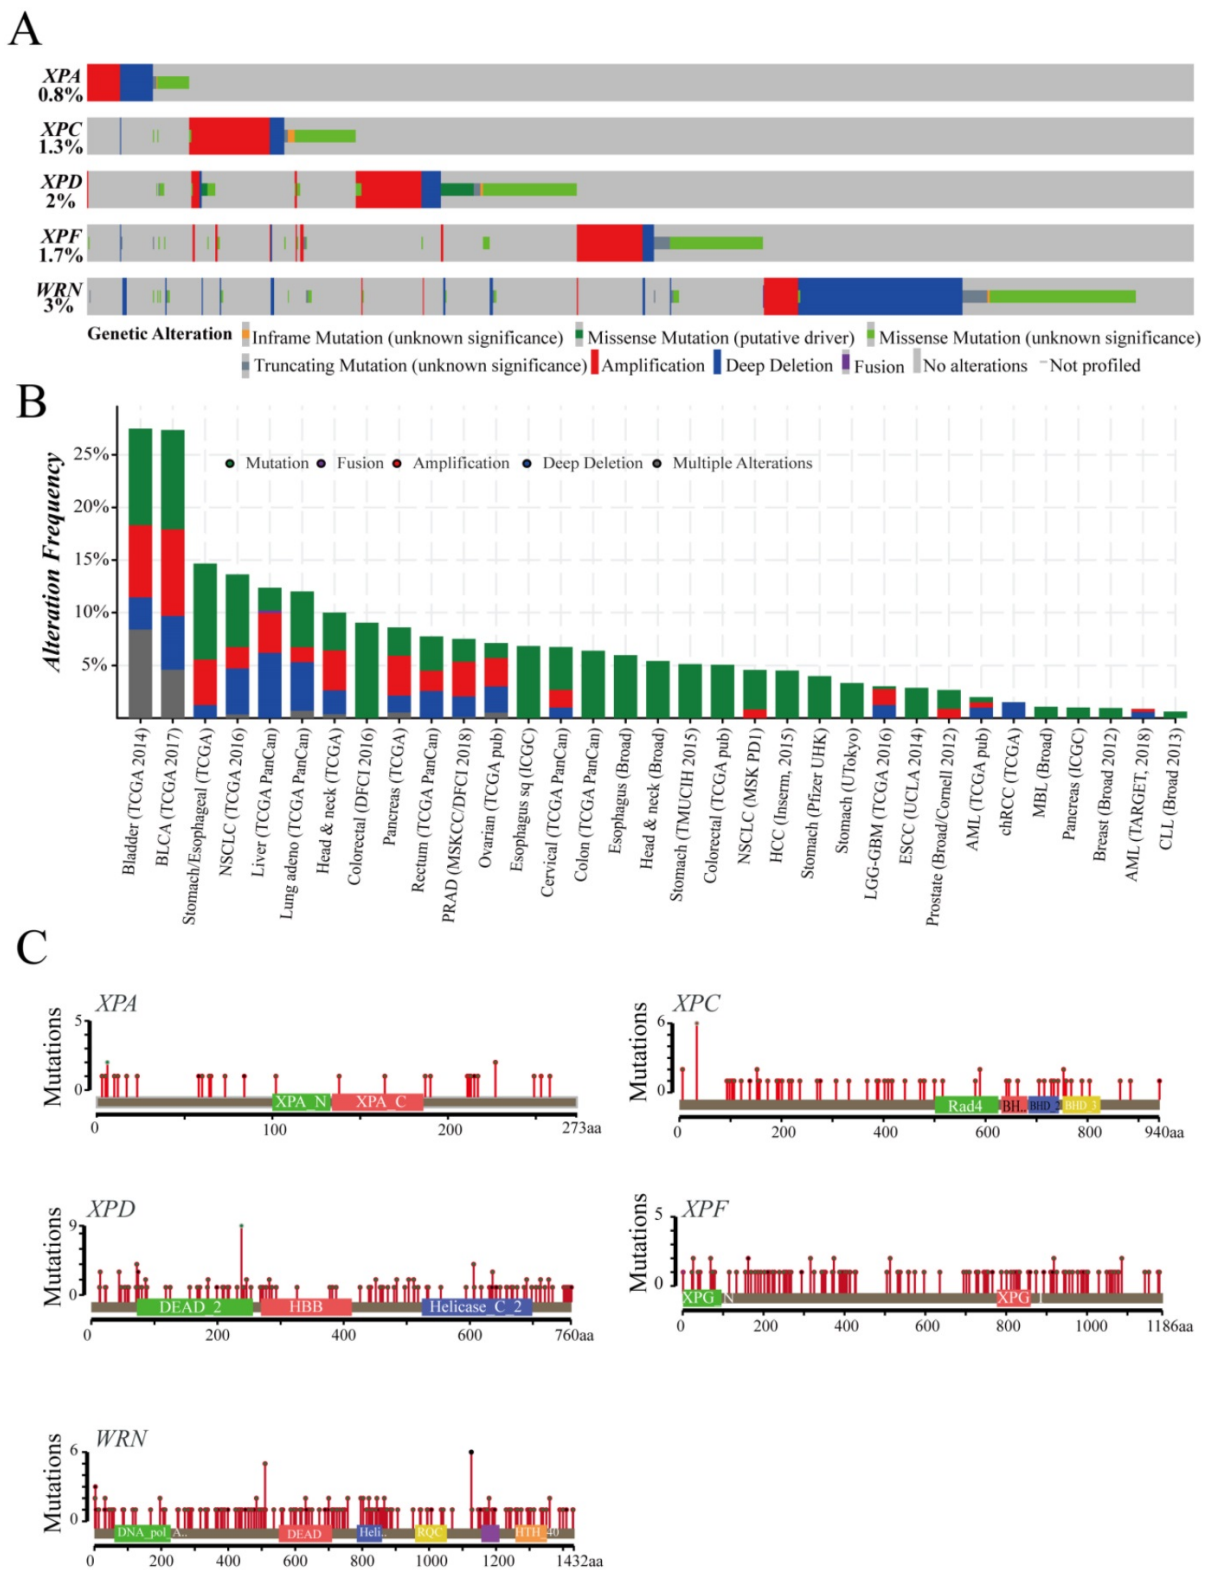 A
XPA
0.8%
XPC
1.3%
XPD
2%
XPF
1.7%
WRN
3%
Genetic Alteration Inframe Mutation (unknown significance) Missense Mutation (putative driver) Missense Mutation (unknown significance)
Truncating Mutation (unknown significance) Amplification Deep Deletion Fusion No alterations Not profiled
B
Alteration Frequency
25%
20%
15%
10%
5%
Mutation Fusion Amplification Deep Deletion Multiple Alterations
Bladder (TCGA 2014)
BLCA (TCGA 2017)
Stomach/Esophageal (TCGA)
NSCLC (TCGA 2016)
Liver (TCGA PanCan)
Lung adeno (TCGA PanCan)
Head & neck (TCGA)
Colorectal (DFCI 2016)
Pancreas (TCGA)
Rectum (TCGA PanCan)
PRAD (MSKCC/DFCI 2018)
Ovarian (TCGA pub)
Esophagus sq (ICGC)
Cervical (TCGA PanCan)
Colon (TCGA PanCan)
Esophagus (Broad)
Head & neck (Broad)
Stomach (TMUCIH 2015)
Colorectal (TCGA pub)
NSCLC (MSK PD1)
HCC (Inserm, 2015)
Stomach (Pfizer UHK)
Stomach (UTokyo)
LGG-GBM (TCGA 2016)
ESCC (UCLA 2014)
Prostate (Broad/Cornell 2012)
AML (TCGA pub)
chRCC (TCGA)
MBL (Broad)
Pancreas (ICGC)
Breast (Broad 2012)
AML (TARGET, 2018)
CLL (Broad 2013)
C
XPA
Mutations
5
0
XPA_N XPA_C
0 100 200 273aa
XPC
Mutations
6
0
Rad4 BH.. BHD_2 BHD_3
0 200 400 600 800 940aa
XPD
Mutations
9
0
DEAD_2 HBB Helicase_C_2
0 200 400 600 760aa
XPF
Mutations
5
0
XPG_N XPG_I
0 200 400 600 800 1000 1186aa
WRN
Mutations
6
0
DNA_pol A.. DEAD Heli.. RQC HTH_40
0 200 400 600 800 1000 1200 1432aa